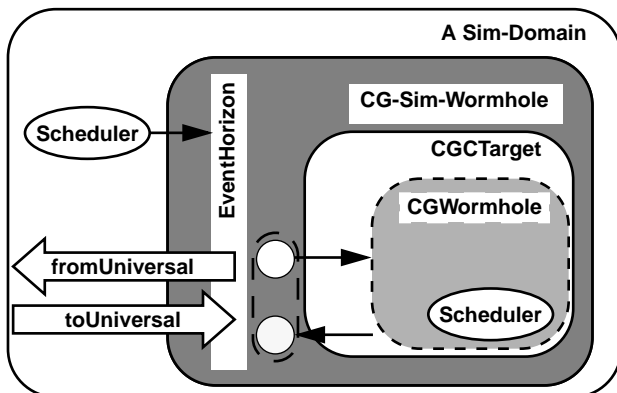 A Sim-Domain
CG-Sim-Wormhole
Scheduler
EventHorizon
CGCTarget
CGWormhole
fromUniversal
toUniversal
Scheduler